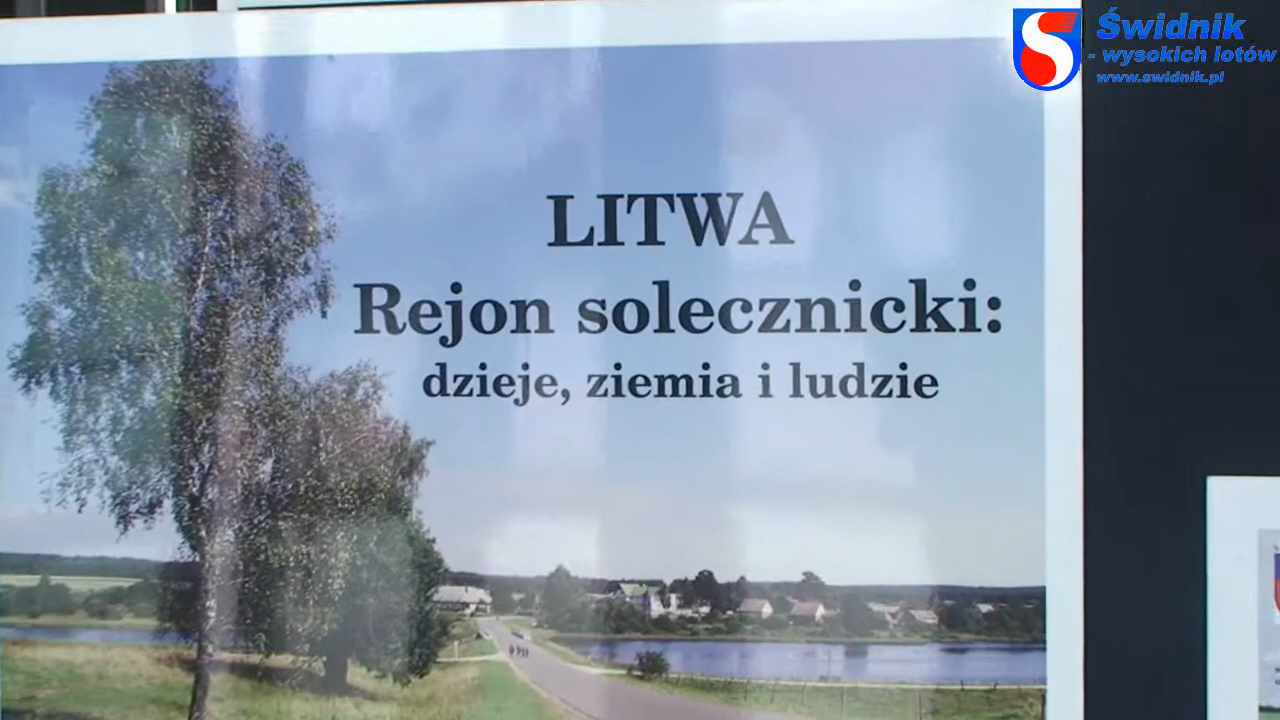 Świdnik
- wysokich lotów
www.swidnik.pl
LITWA
Rejon solecznicki:
dzieje, ziemia i ludzie